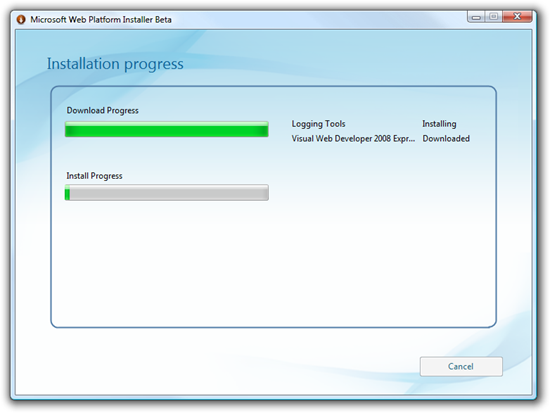 Microsoft Web Platform Installer Beta
Installation progress
Download Progress
Logging Tools Installing
Visual Web Developer 2008 Expr... Downloaded
Install Progress
Cancel